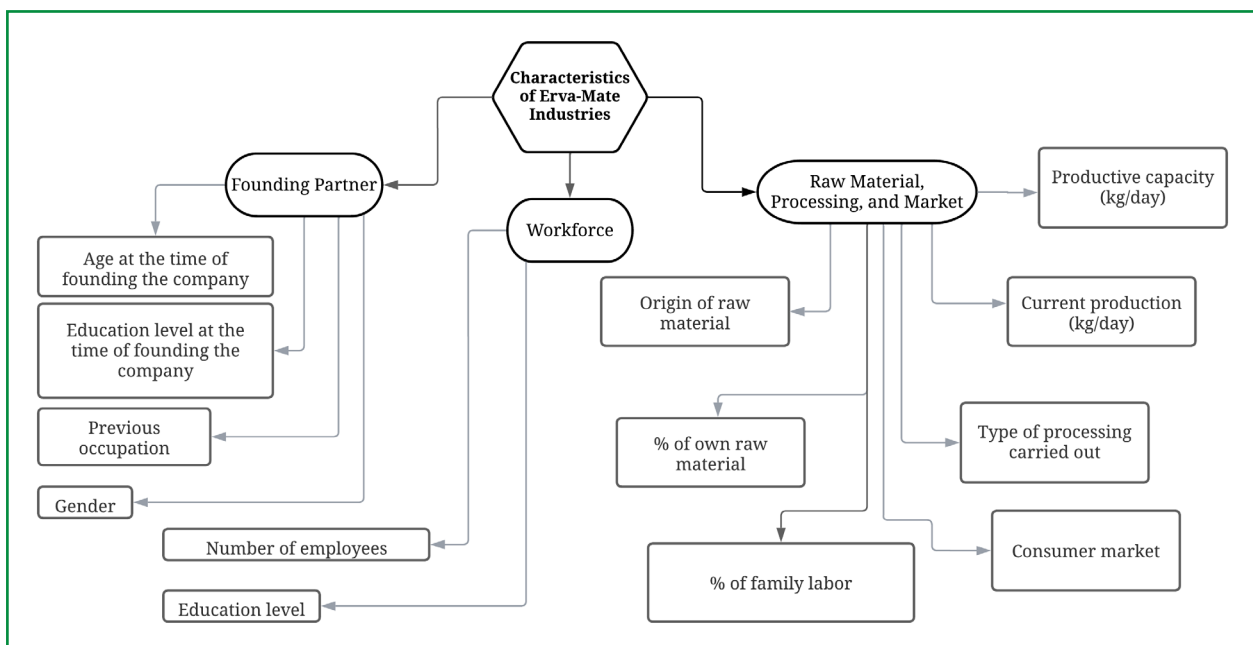 Characteristics
of Erva-Mate
Industries
Founding Partner
Age at the time of
founding the company
Education level at the
time of founding the
company
Previous
occupation
Gender
Workforce
Number of employees
Education level
Raw Material,
Processing, and Market
Origin of raw
material
% of own raw
material
% of family labor
Productive capacity
(kg/day)
Current production
(kg/day)
Type of processing
carried out
Consumer market